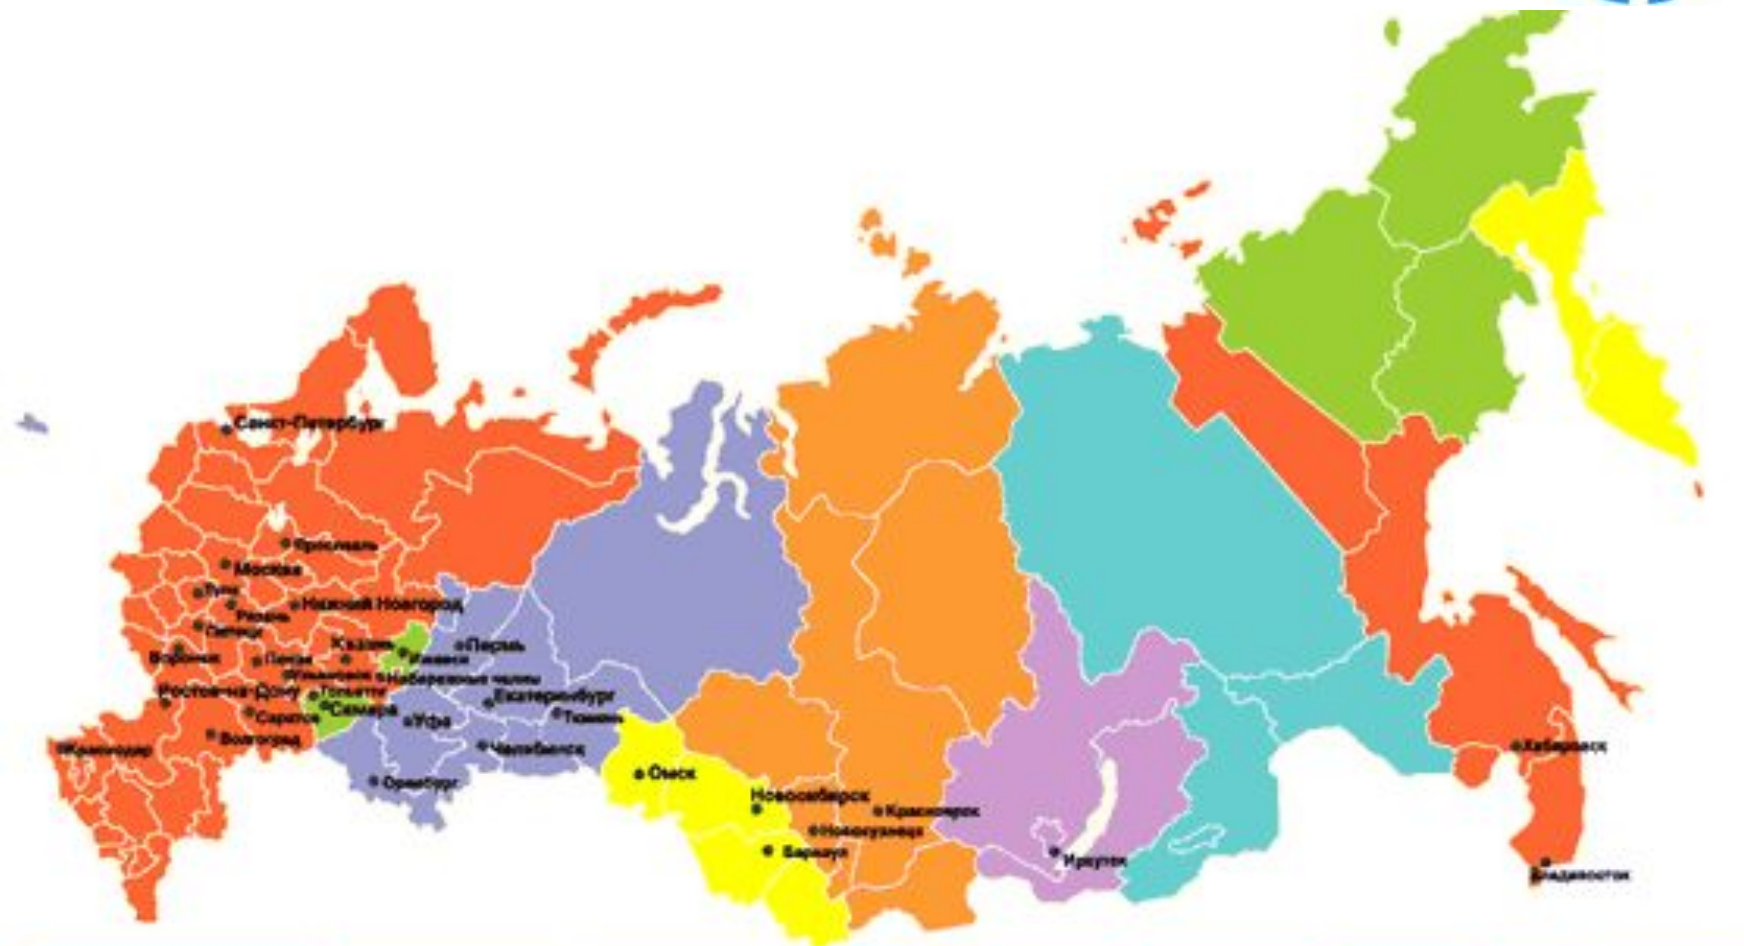 Санкт-Петербург
Ярославль
Москва
Тула
Нижний Новгород
Рязань
Липецк
Казань
Пермь
Воронеж
Пенза
Ижевск
Ульяновск
Набережные челны
Ростов-на-Дону
Тольятти
Екатеринбург
Самара
Саратов
Уфа
Тюмень
Волгоград
Краснодар
Челябинск
Хабаровск
Оренбург
Омск
Новосибирск
Красноярск
Новокузнецк
Барнаул
Иркутск
Владивосток